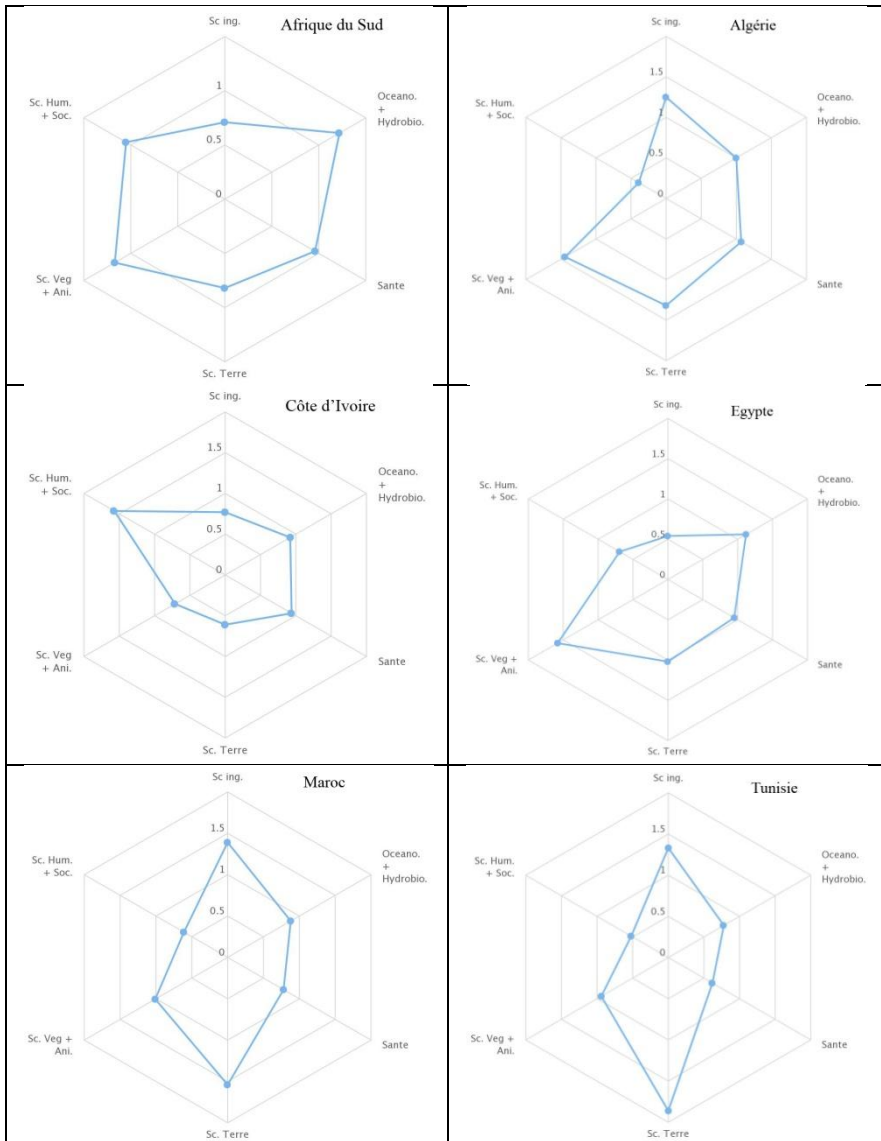 Sc ing.
Afrique du Sud
1
Sc. Hum.
+ Soc.
Oceano.
+
Hydrobio.
0.5
0
Sc. Veg
+ Ani.
Sante
Sc. Terre
Sc ing.
Algérie
1.5
Oceano.
+
Hydrobio.
Sc. Hum.
+ Soc.
1
0.5
0
Sc. Veg +
Ani.
Sante
Sc. Terre
Sc ing.
Côte d’Ivoire
1.5
Sc. Hum.
+ Soc.
Oceano.
+
Hydrobio.
1
0.5
0
Sc. Veg
+ Ani.
Sante
Sc. Terre
Sc ing.
Egypte
1.5
Sc. Hum.
+ Soc.
Oceano.
+
Hydrobio.
1
0.5
0
Sc. Veg +
Ani.
Sante
Sc. Terre
Sc ing.
Maroc
1.5
Sc. Hum.
+ Soc.
Oceano.
+
Hydrobio.
1
0.5
0
Sc. Veg +
Ani.
Sante
Sc. Terre
Sc ing.
Tunisie
1.5
Sc. Hum.
+ Soc.
Oceano.
+
Hydrobio.
1
0.5
0
Sc. Veg +
Ani.
Sante
Sc. Terre